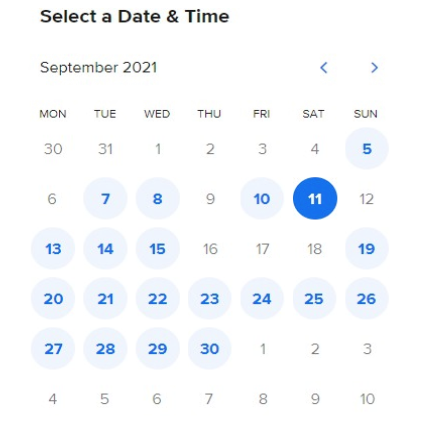 Select a Date & Time
September 2021
MON TUE WED THU FRI SAT SUN
30 31 1 2 3 4 5
6 7 8 9 10 11 12
13 14 15 16 17 18 19
20 21 22 23 24 25 26
27 28 29 30 1 2 3
4 5 6 7 8 9 10